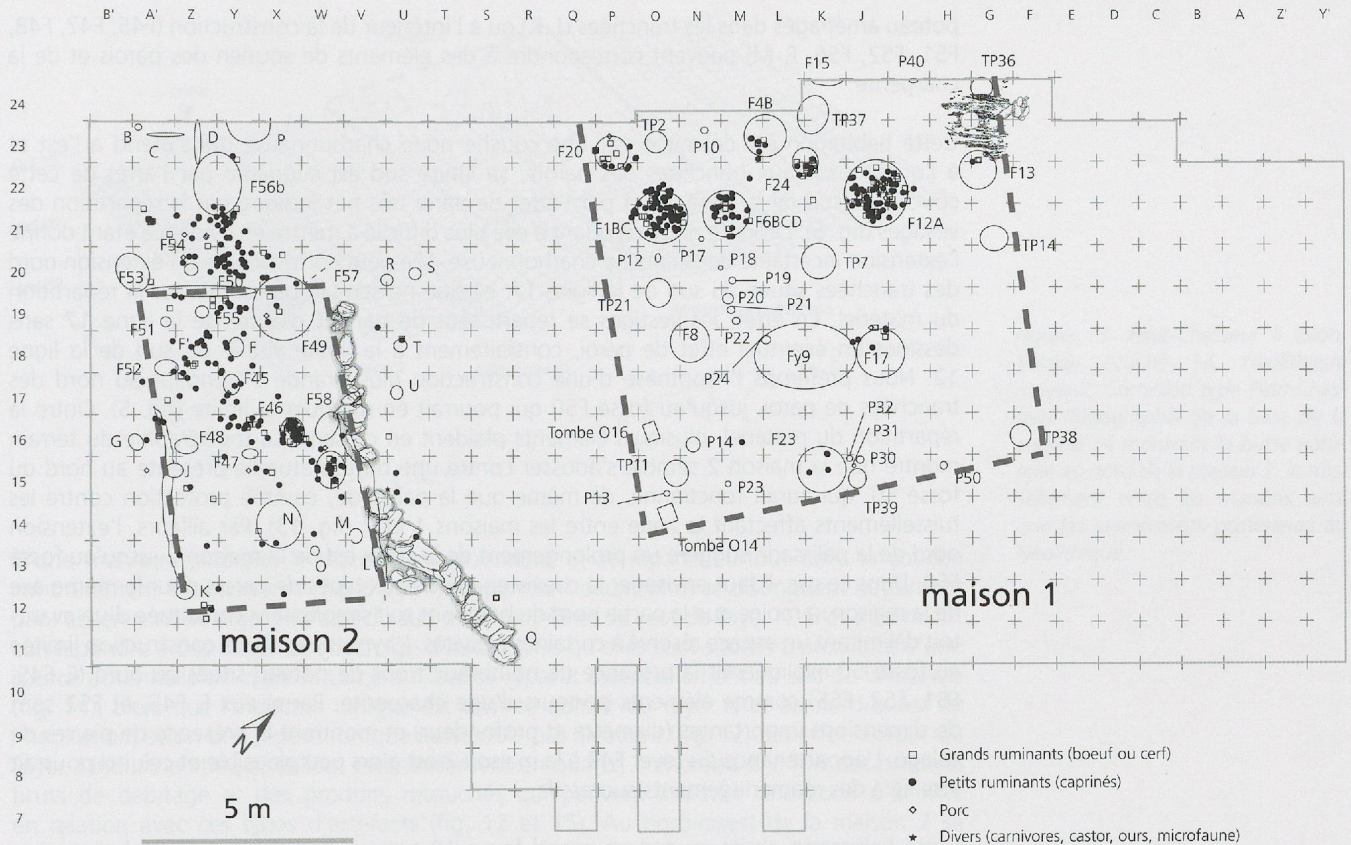 B' A' Z Y X W V U T S R Q P O N M L K J I H G F E D C B A Z' Y'
F15 P40 TP36
24
F4B
B D P TP2 TP37
23
F20 P10
22
F56b F24 F13
F6BCD
21
F54 F1BC F12A TP14
P12 P17 P18
20
F53 F50 F57 R S TP7
P19
TP21 P20 P21
19
F51 F55
F8 P22
18
F F F49 T Fy9 F17
F52 P24
F45 U
17
F46 F58 P32
Tombe O16 P31
16
G F48 P14 F23
F47 TP11 P30 TP38
15
P13 P23 P50
N M TP39
14
Tombe O14
L
13
K
maison 1
12
maison 2 Q
11
10
N
9
Grands ruminants (boeuf ou cerf)
8
Petits ruminants (caprinés)
5 m
Porc
7
Divers (carnivores, castor, ours, microfaune)